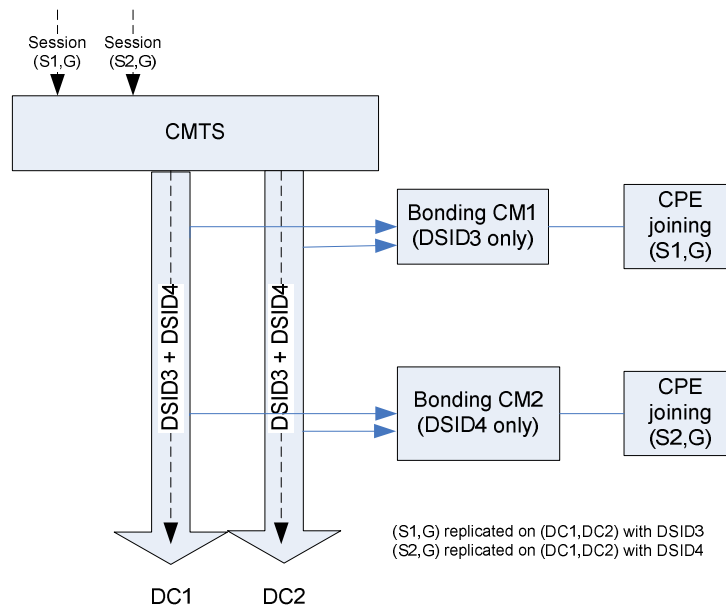 Session
(S1,G)
Session
(S2,G)
CMTS
Bonding CM1
(DSID3 only)
CPE
joining
(S1,G)
DSID3 + DSID4
DSID3 + DSID4
Bonding CM2
(DSID4 only)
CPE
joining
(S2,G)
(S1,G) replicated on (DC1,DC2) with DSID3
(S2,G) replicated on (DC1,DC2) with DSID4
DC1
DC2